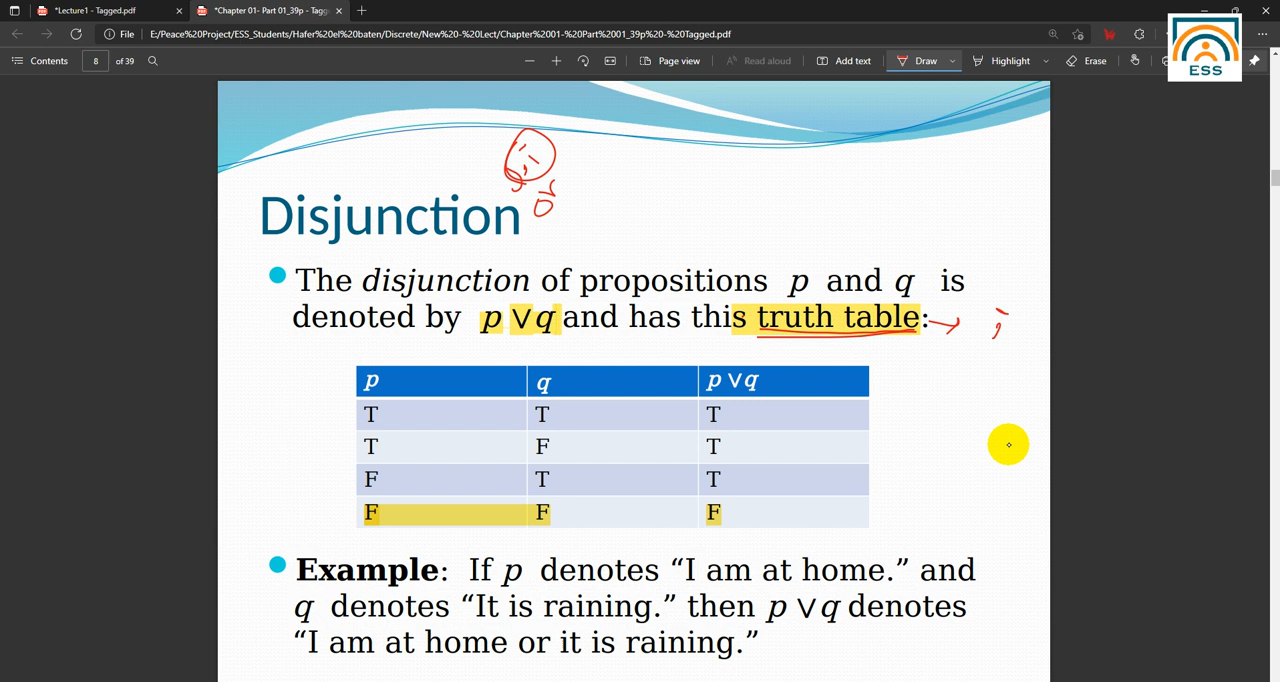 *Lecture1 - Tagged.pdf
*Chapter 01- Part 01_39p - Tagg
File
E:/Peace%20Project/ESS_Students/Hafer%20el%20baten/Discrete/New%20-%20Lect/Chapter%2001-%20Part%2001_39p%20-%20Tagged.pdf
Contents
8
of 39
Page view
Read aloud
Add text
Draw
Highlight
Erase
ESS
or
Disjunction
The disjunction of propositions p and q is
denoted by p ∨q and has this truth table:
p q p ∨q
T T T
T F T
F T T
F F F
Example: If p denotes “I am at home.” and
q denotes “It is raining.” then p ∨q denotes
“I am at home or it is raining.”